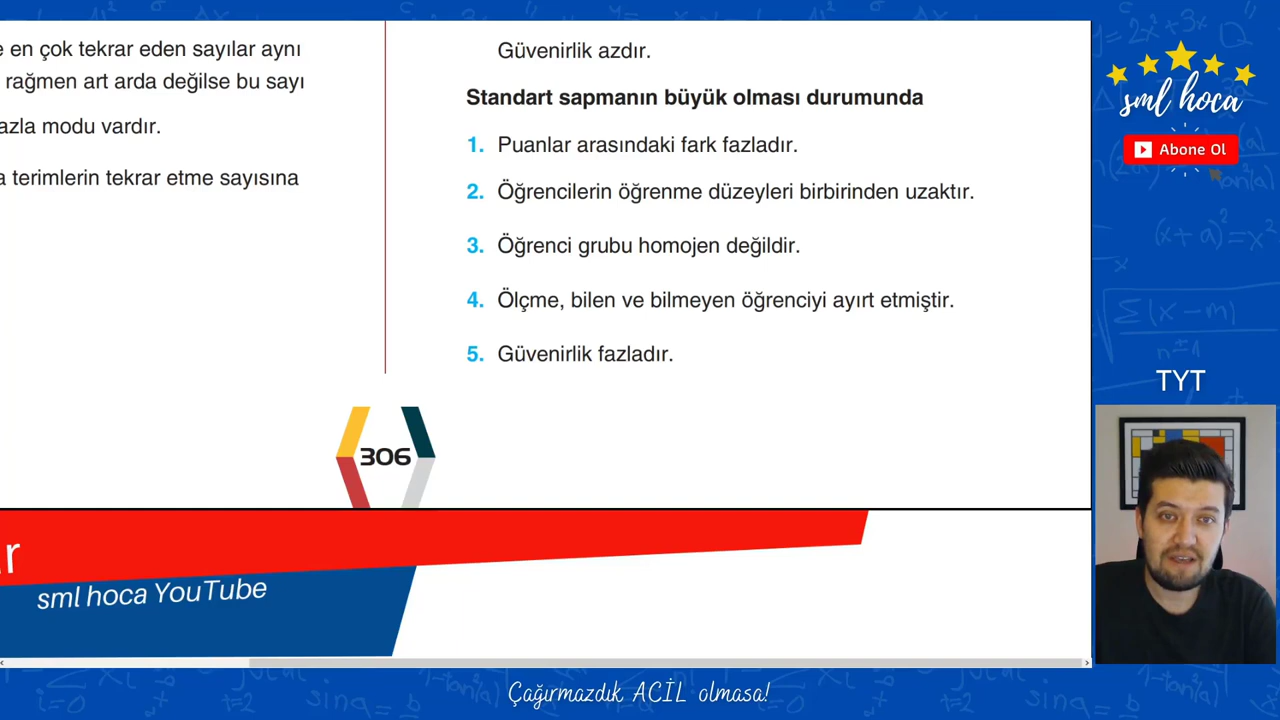 e en çok tekrar eden sayılar aynı
rağmen art arda değilse bu sayı
azla modu vardır.
a terimlerin tekrar etme sayısına
Güvenirlik azdır.
Standart sapmanın büyük olması durumunda
1. Puanlar arasındaki fark fazladır.
2. Öğrencilerin öğrenme düzeyleri birbirinden uzaktır.
3. Öğrenci grubu homojen değildir.
4. Ölçme, bilen ve bilmeyen öğrenciyi ayırt etmiştir.
5. Güvenirlik fazladır.
306
ır
sml hoca YouTube
sml hoca
Abone Ol
(x+a)²=x²
TYT
Çağırmazdık ACİL olmasa!